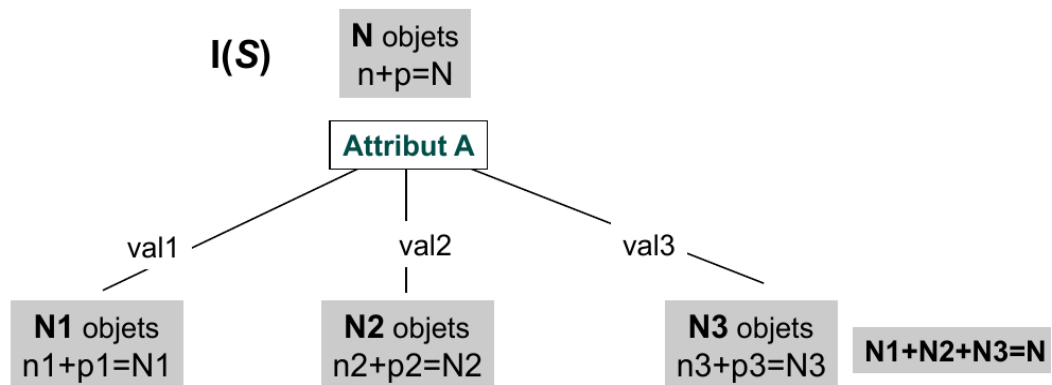 I(S)
N objets
n+p=N
Attribut A
val1
val2
val3
N1 objets
n1+p1=N1
N2 objets
n2+p2=N2
N3 objets
n3+p3=N3
N1+N2+N3=N